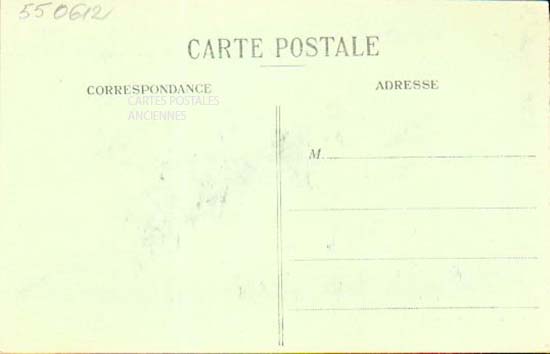 550612
CARTE POSTALE
CORRESPONDANCE
ADRESSE
CARTES POSTALES
ANCIENNES
M.